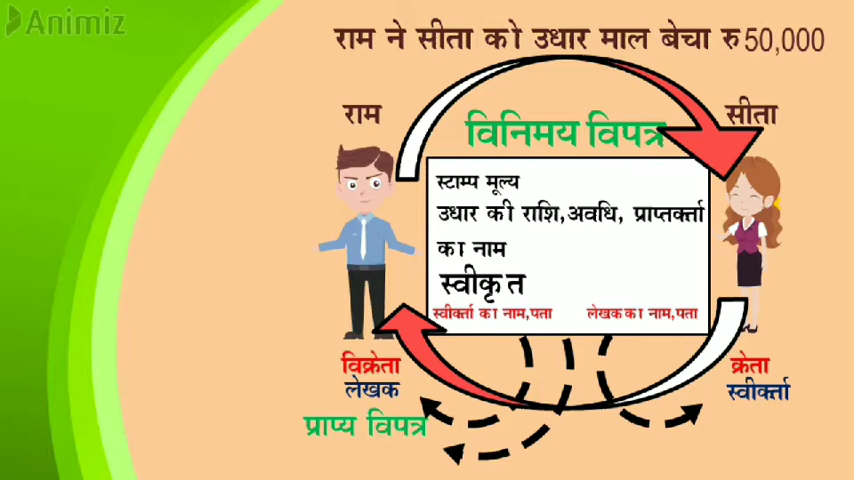 Animiz
राम ने सीता को उधार माल बेचा रु 50,000
राम
सीता
विनिमय विपत्र
स्टाम्प मूल्य
उधार की राशि,अवधि, प्राप्तकर्त्ता
का नाम
स्वीकृत
स्वीकर्त्ता का नाम,पता लेखक का नाम,पता
विक्रेता
लेखक
क्रेता
स्वीकर्त्ता
प्राप्य विपत्र